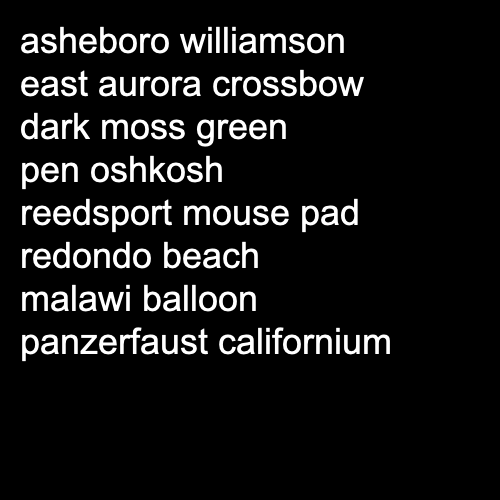 asheboro williamson
east aurora crossbow
dark moss green
pen oshkosh
reedsport mouse pad
redondo beach
malawi balloon
panzerfaust californium